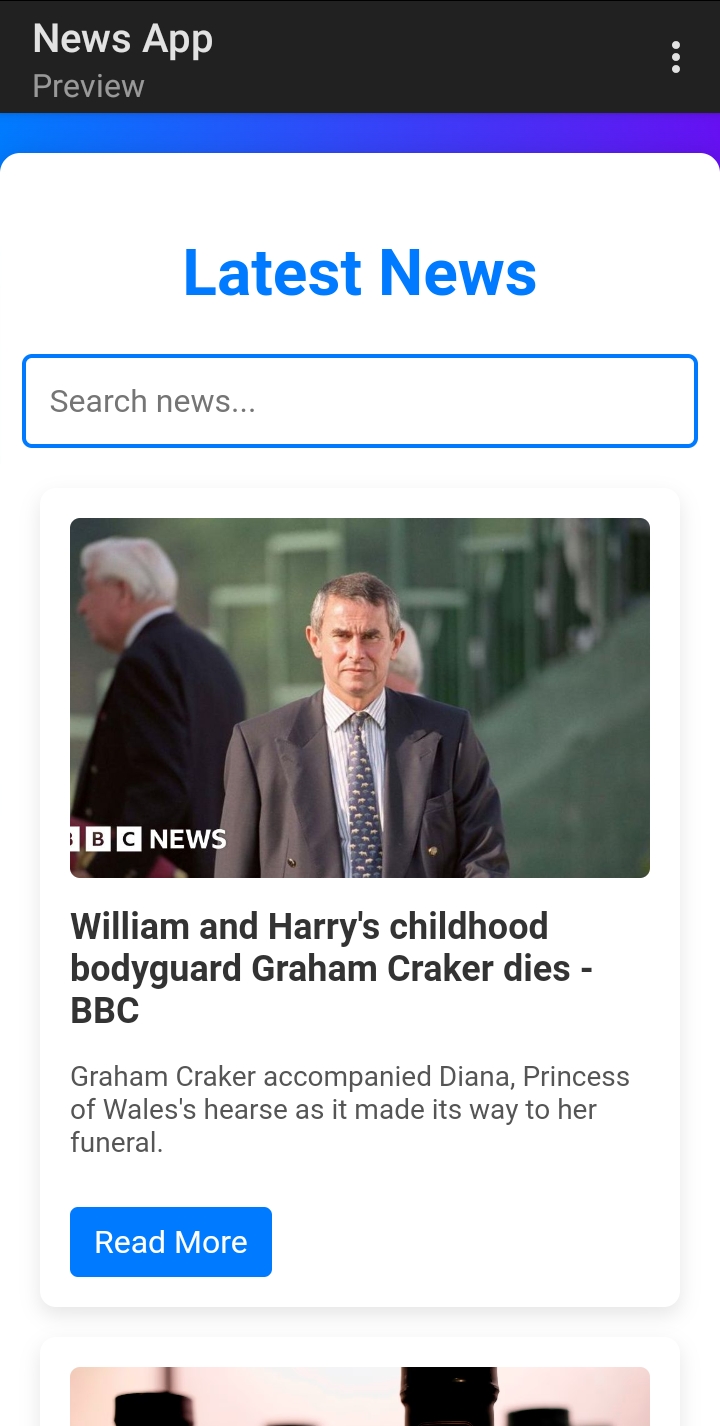 News App
Preview
Latest News
Search news...
BBC NEWS
William and Harry's childhood
bodyguard Graham Craker dies -
BBC
Graham Craker accompanied Diana, Princess
of Wales's hearse as it made its way to her
funeral.
Read More